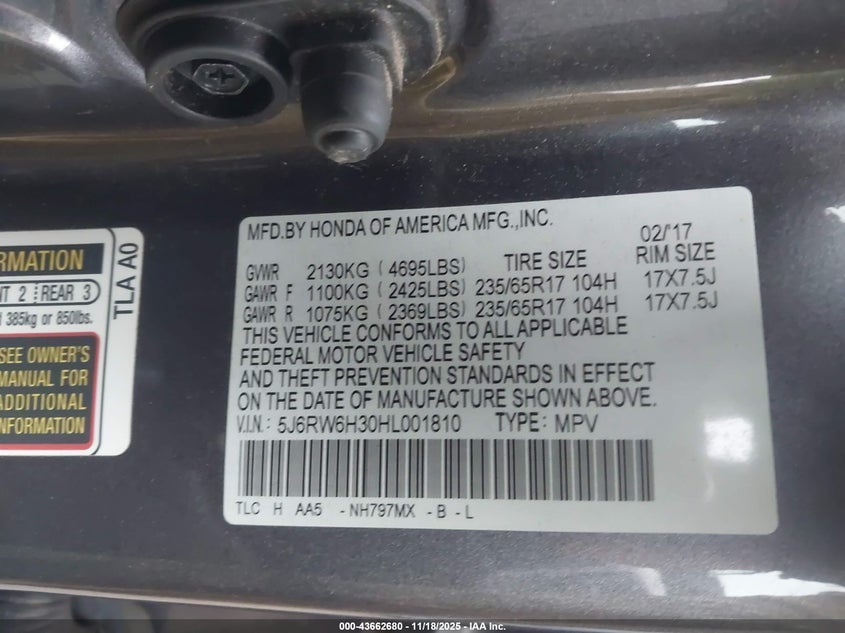 RMATION
NT 2 REAR 3
385kg or 850lbs.
SEE OWNER'S
MANUAL FOR
ADDITIONAL
INFORMATION
TLA A0
MFD.BY HONDA OF AMERICA MFG.,INC.
02/'17
GVWR 2130KG (4695LBS) TIRE SIZE RIM SIZE
GAWR F 1100KG (2425LBS) 235/65R17 104H 17X7.5J
GAWR R 1075KG (2369LBS) 235/65R17 104H 17X7.5J
THIS VEHICLE CONFORMS TO ALL APPLICABLE
FEDERAL MOTOR VEHICLE SAFETY
AND THEFT PREVENTION STANDARDS IN EFFECT
ON THE DATE OF MANUFACTURE SHOWN ABOVE.
V.I.N.: 5J6RW6H30HL001810 TYPE: MPV
TLC H AA5 -NH797MX -B -L
000-43662680 - 11/18/2025 - IAA Inc.